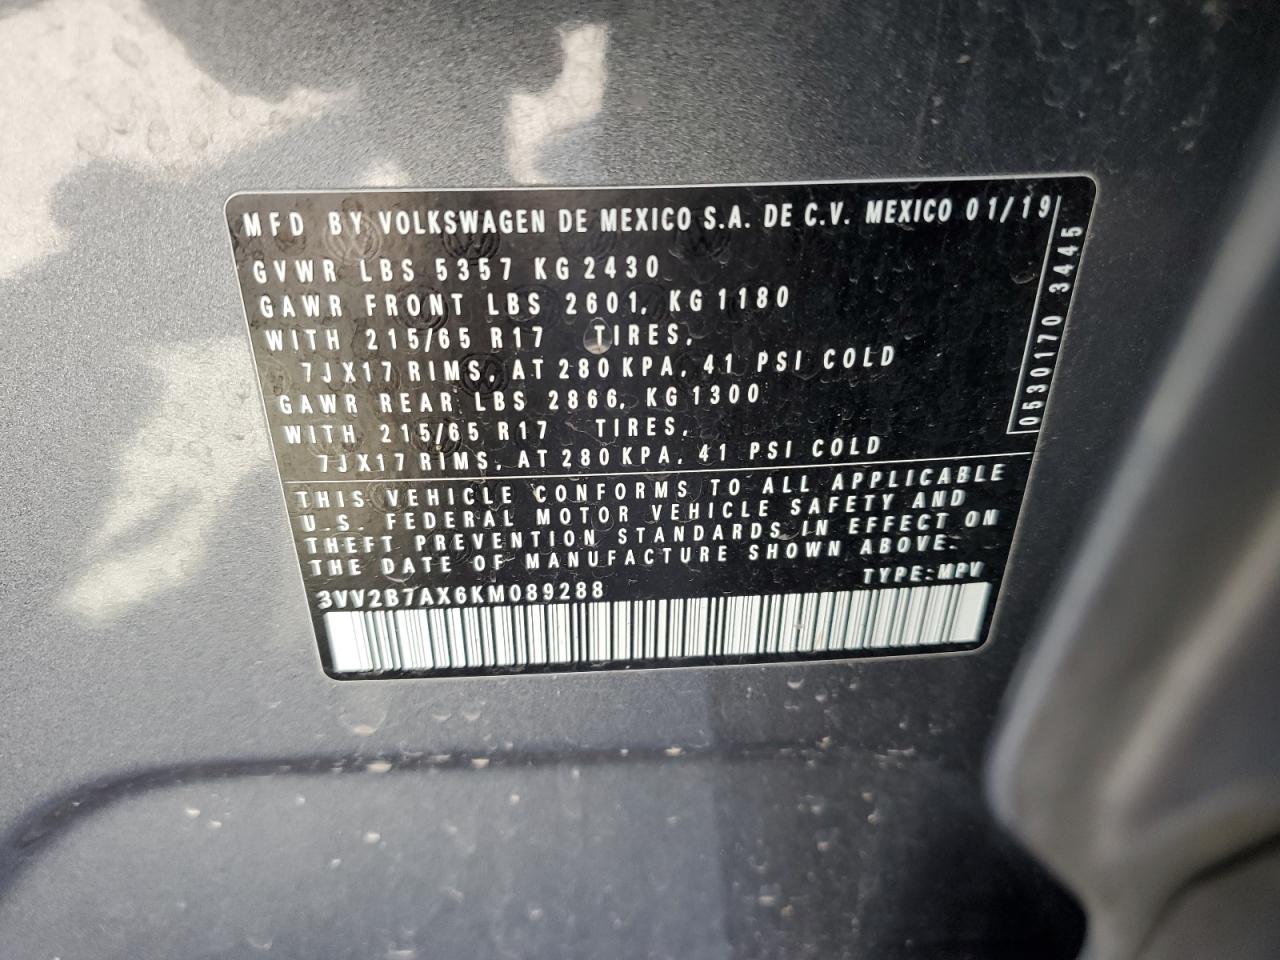 MFD BY VOLKSWAGEN DE MEXICO S.A. DE C.V. MEXICO 01/19
GVWR LBS 5357 KG 2430
GAWR FRONT LBS 2601, KG 1180
WITH 215/65 R17 TIRES,
7JX17 RIMS, AT 280 KPA, 41 PSI COLD
GAWR REAR LBS 2866, KG 1300
WITH 215/65 R17 TIRES,
7JX17 RIMS, AT 280 KPA, 41 PSI COLD
0530170 3445
THIS VEHICLE CONFORMS TO ALL APPLICABLE
U.S. FEDERAL MOTOR VEHICLE SAFETY AND
THEFT PREVENTION STANDARDS IN EFFECT ON
THE DATE OF MANUFACTURE SHOWN ABOVE.
TYPE: MPV
3VV2B7AX6KM089288